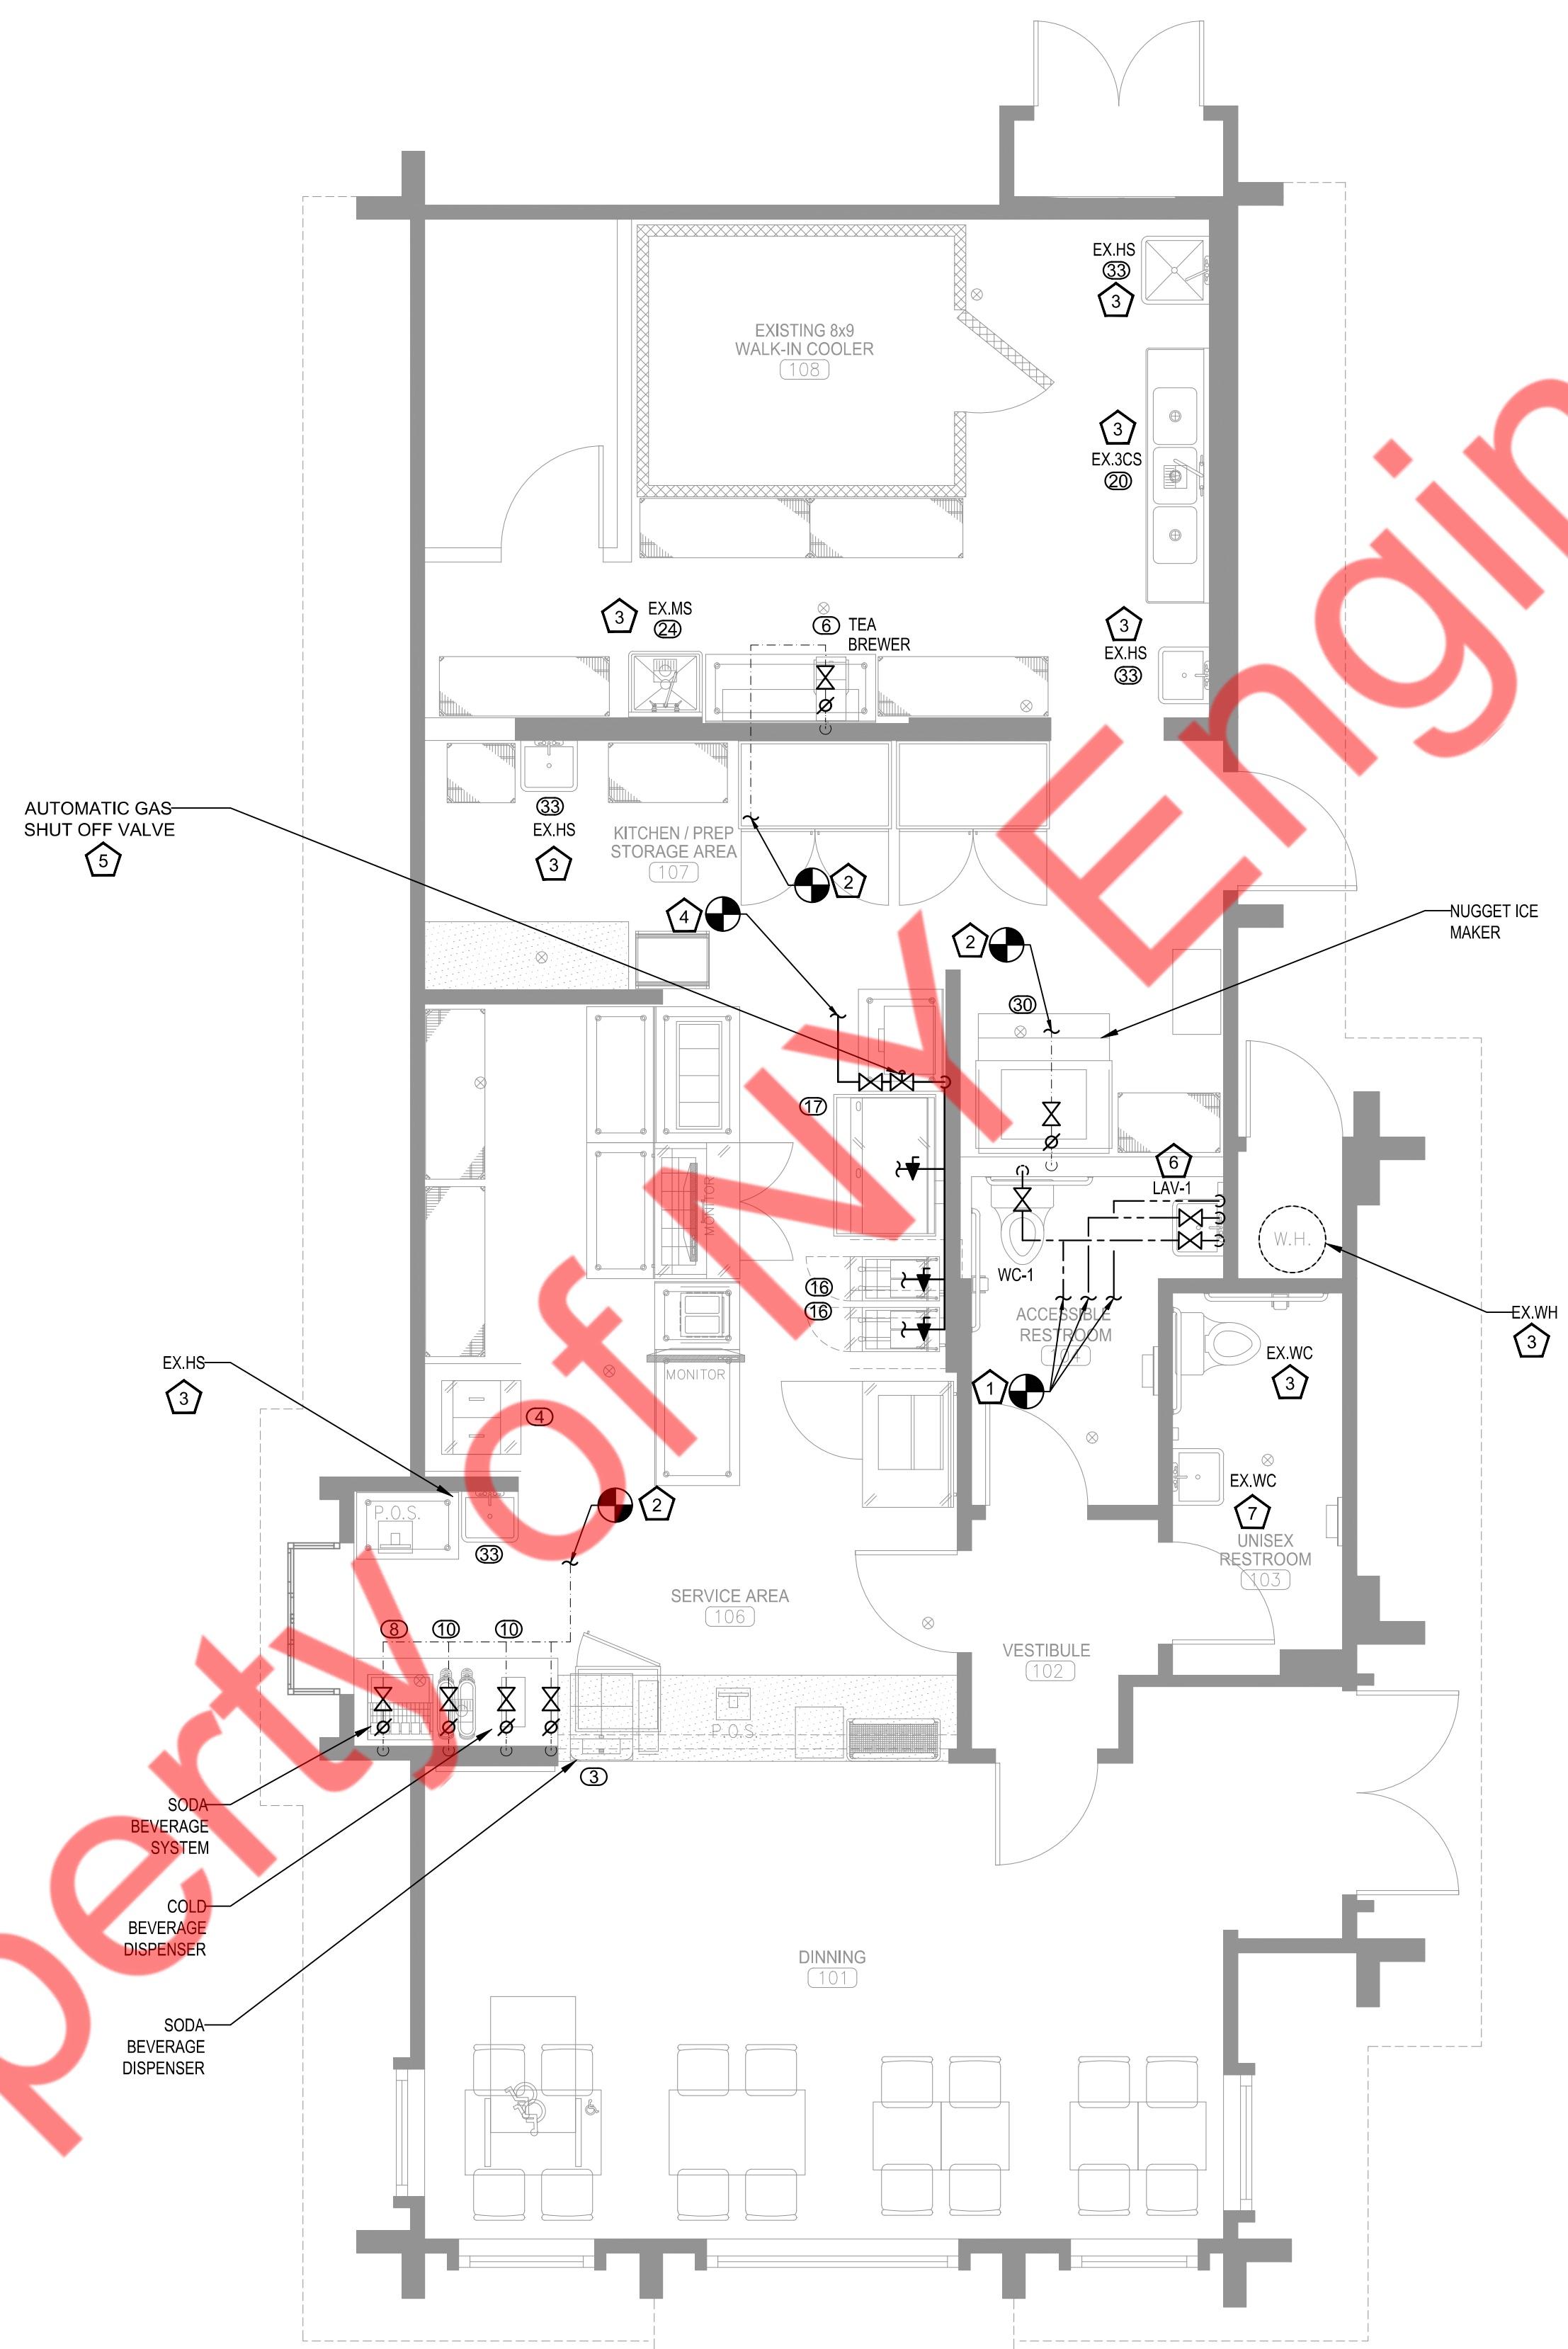 EX.HS
33
3
EXISTING 8x9
WALK-IN COOLER
108
3
EX.3CS
20
3
EX.MS
24
6
TEA
BREWER
3
EX.HS
33
AUTOMATIC GAS
SHUT OFF VALVE
5
33
EX.HS
3
KITCHEN / PREP
STORAGE AREA
107
2
4
2
NUGGET ICE
MAKER
30
17
MONITOR
6
LAV-1
W.H.
WC-1
16
16
ACCESSIBLE
RESTROOM
EX.WH
3
EX.HS
3
MONITOR
4
1
EX.WC
3
P.O.S.
33
2
EX.WC
7
UNISEX
RESTROOM
103
SERVICE AREA
106
8
10
10
VESTIBULE
102
P.O.S.
3
SODA
BEVERAGE
SYSTEM
COLD
BEVERAGE
DISPENSER
DINNING
101
SODA
BEVERAGE
DISPENSER
perty of NY Engin